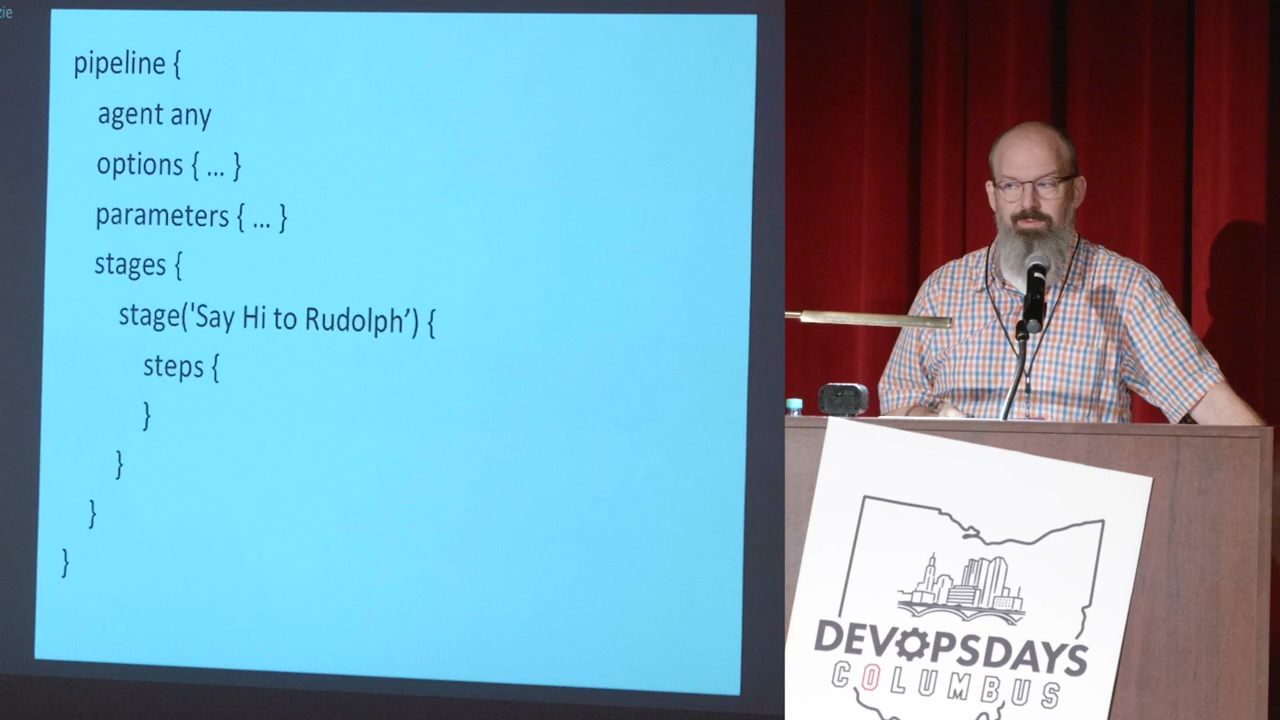 pipeline {
agent any
options { ... }
parameters { ... }
stages {
stage('Say Hi to Rudolph’) {
steps {
}
}
}
}
DEVOPSDAYS
COLUMBUS